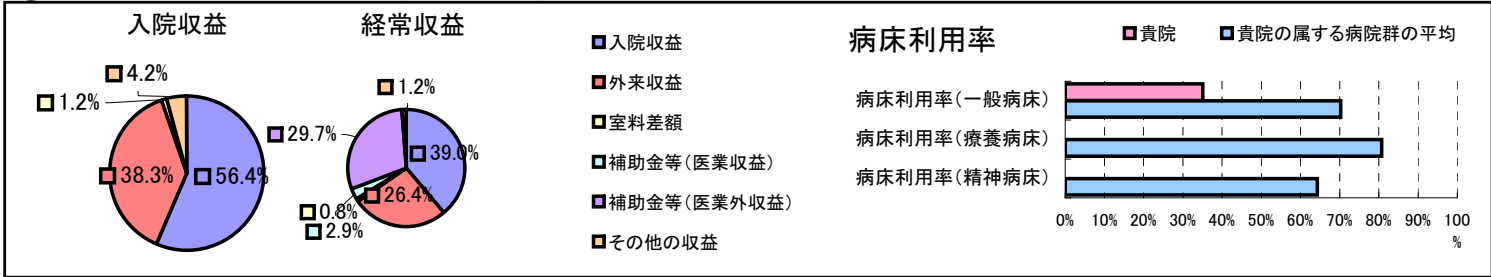 入院収益
4.2%
1.2%
38.3%
56.4%
経常収益
1.2%
29.7%
39.0%
26.4%
0.8%
2.9%
入院収益
外来収益
室料差額
補助金等(医業収益)
補助金等(医業外収益)
その他の収益
病床利用率
貴院
貴院の属する病院群の平均
病床利用率(一般病床)
病床利用率(療養病床)
病床利用率(精神病床)
0% 10% 20% 30% 40% 50% 60% 70% 80% 90% 100
%